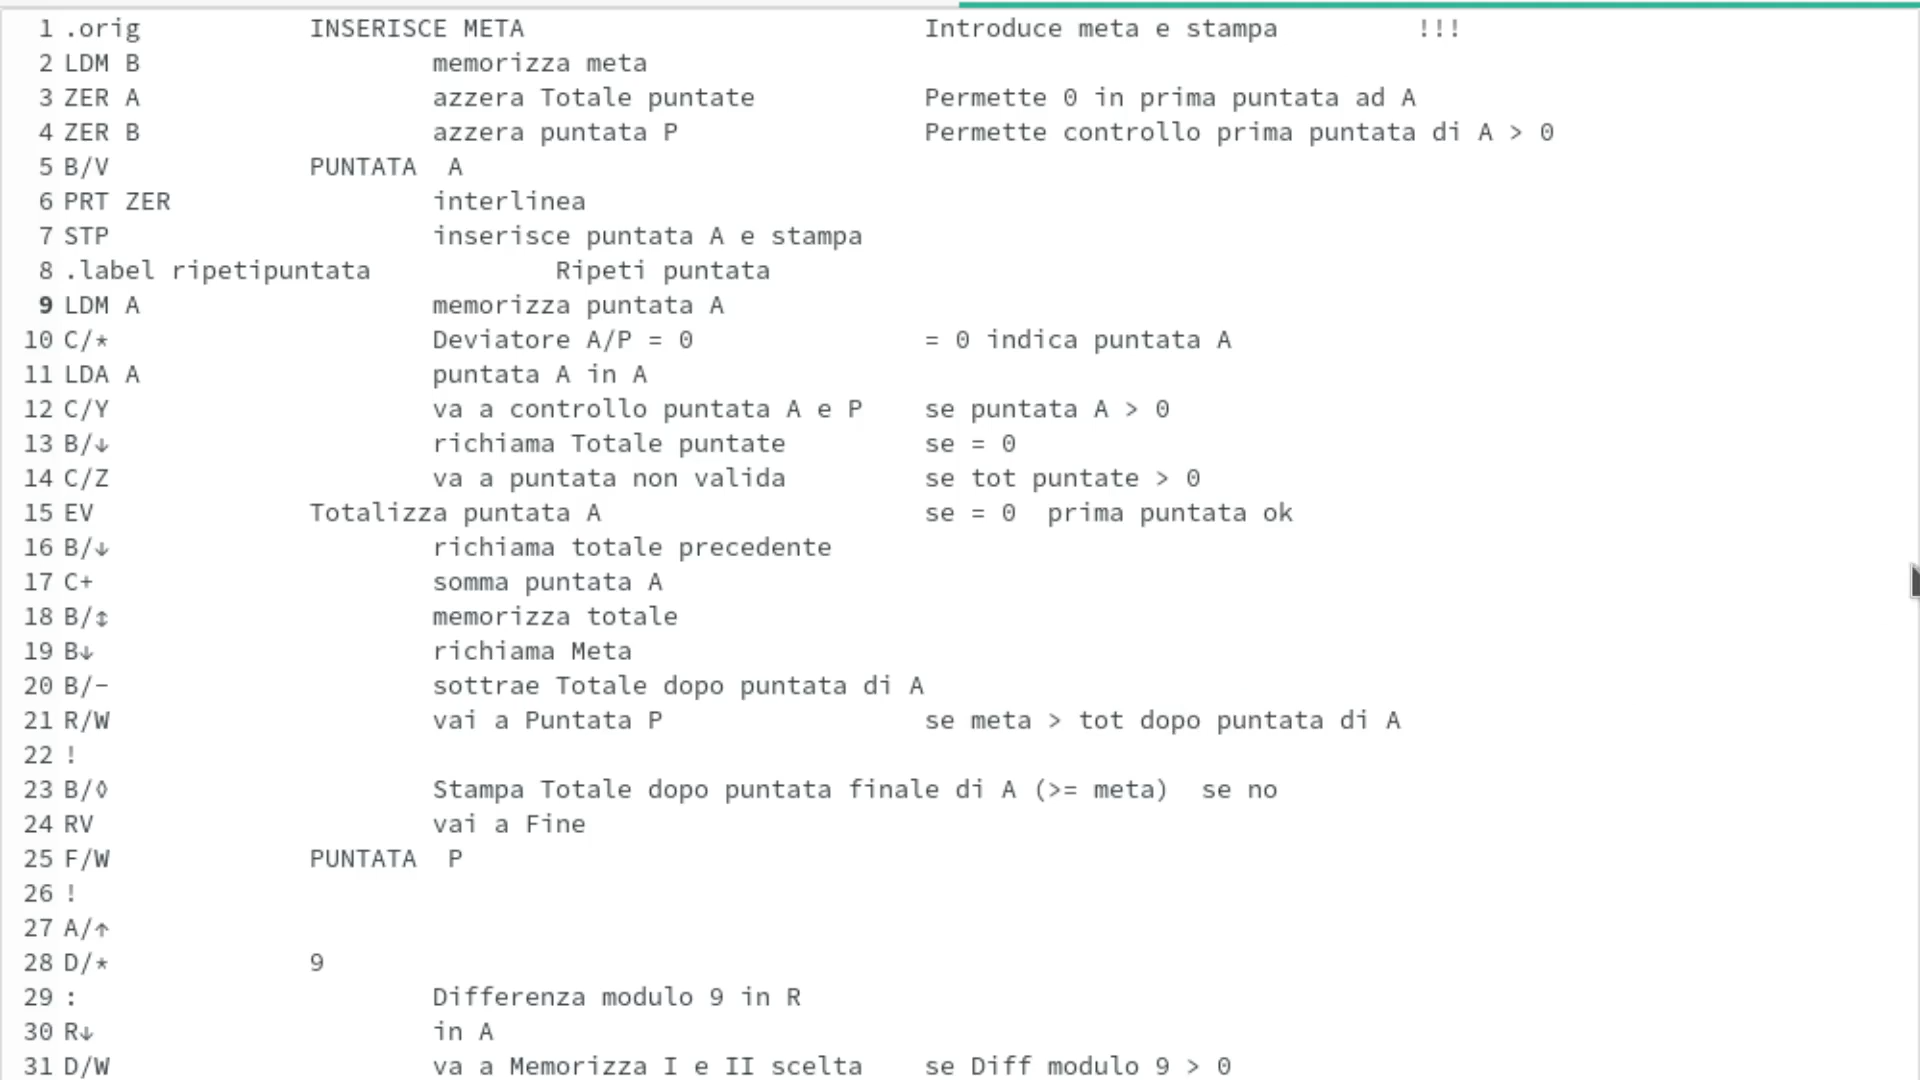 1 .orig INSERISCE META Introduce meta e stampa !!!
2 LDM B memorizza meta
3 ZER A azzera Totale puntate Permette 0 in prima puntata ad A
4 ZER B azzera puntata P Permette controllo prima puntata di A > 0
5 B/V PUNTATA A
6 PRT ZER interlinea
7 STP inserisce puntata A e stampa
8 .label ripetipuntata Ripeti puntata
9 LDM A memorizza puntata A
10 C/* Deviatore A/P = 0 = 0 indica puntata A
11 LDA A puntata A in A
12 C/Y va a controllo puntata A e P se puntata A > 0
13 B/↓ richiama Totale puntate se = 0
14 C/Z va a puntata non valida se tot puntate > 0
15 EV Totalizza puntata A se = 0 prima puntata ok
16 B/↓ richiama totale precedente
17 C+ somma puntata A
18 B/↕ memorizza totale
19 B↓ richiama Meta
20 B/− sottrae Totale dopo puntata di A
21 R/W vai a Puntata P se meta > tot dopo puntata di A
22 !
23 B/◊ Stampa Totale dopo puntata finale di A (>= meta) se no
24 RV vai a Fine
25 F/W PUNTATA P
26 !
27 A/↑
28 D/* 9
29 : Differenza modulo 9 in R
30 R↓ in A
31 D/W va a Memorizza I e II scelta se Diff modulo 9 > 0